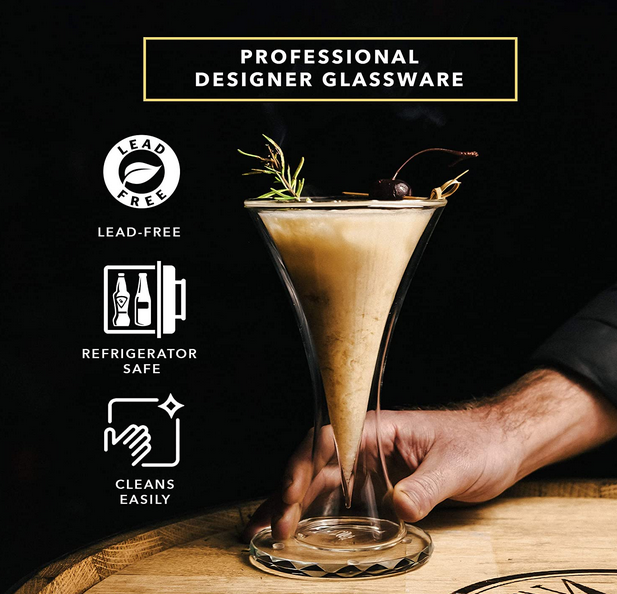 PROFESSIONAL
DESIGNER GLASSWARE
LEAD
FREE
LEAD-FREE
REFRIGERATOR
SAFE
CLEANS
EASILY